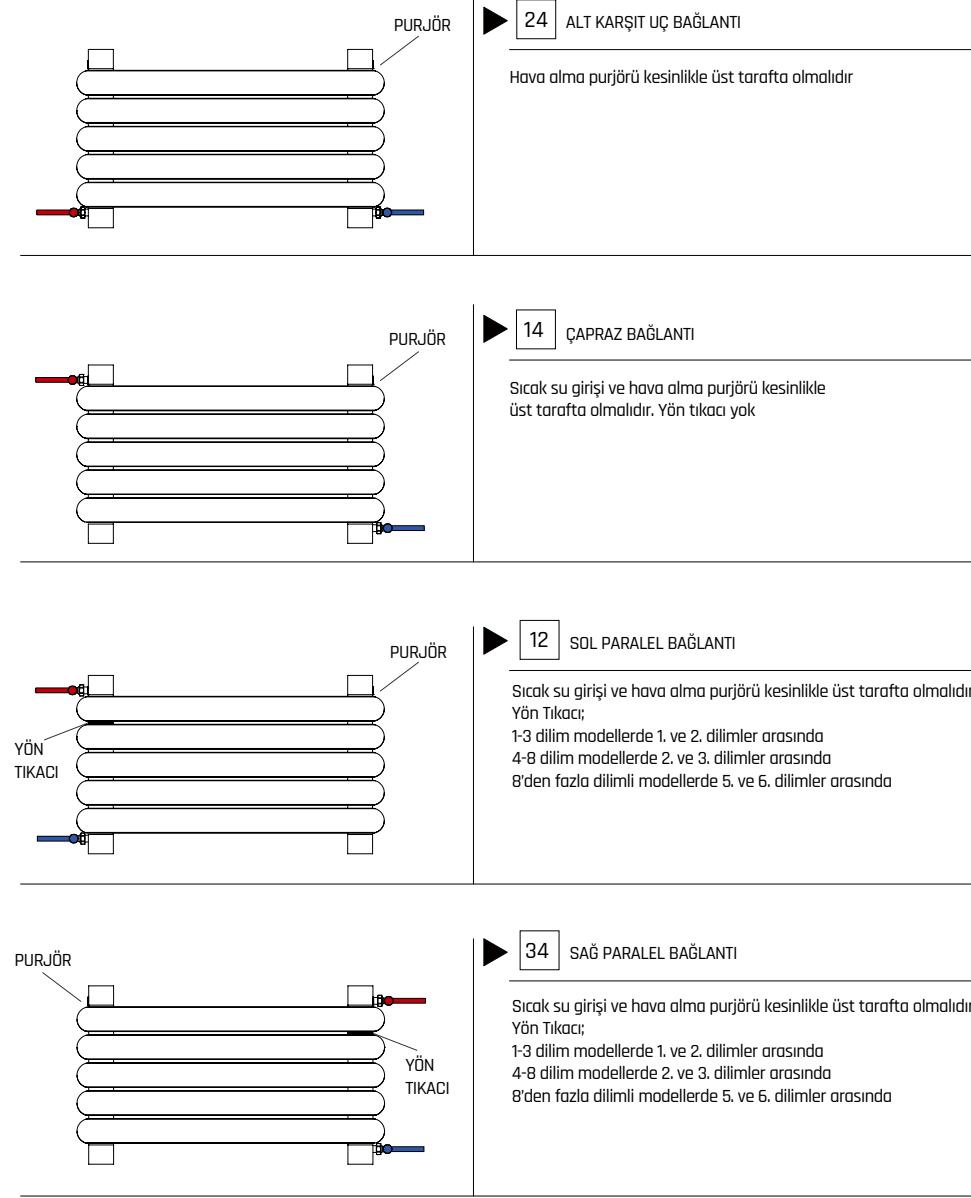 PURJÖR
24 ALT KARŞIT UÇ BAĞLANTI
Hava alma purjörü kesinlikle üst tarafta olmalıdır
PURJÖR
14 ÇAPRAZ BAĞLANTI
Sıcak su girişi ve hava alma purjörü kesinlikle
üst tarafta olmalıdır. Yön tıkacı yok
PURJÖR
YÖN
TIKACI
12 SOL PARALEL BAĞLANTI
Sıcak su girişi ve hava alma purjörü kesinlikle üst tarafta olmalıdır
Yön Tıkacı;
1-3 dilim modellerde 1. ve 2. dilimler arasında
4-8 dilim modellerde 2. ve 3. dilimler arasında
8'den fazla dilimli modellerde 5. ve 6. dilimler arasında
PURJÖR
YÖN
TIKACI
34 SAĞ PARALEL BAĞLANTI
Sıcak su girişi ve hava alma purjörü kesinlikle üst tarafta olmalıdır
Yön Tıkacı;
1-3 dilim modellerde 1. ve 2. dilimler arasında
4-8 dilim modellerde 2. ve 3. dilimler arasında
8'den fazla dilimli modellerde 5. ve 6. dilimler arasında